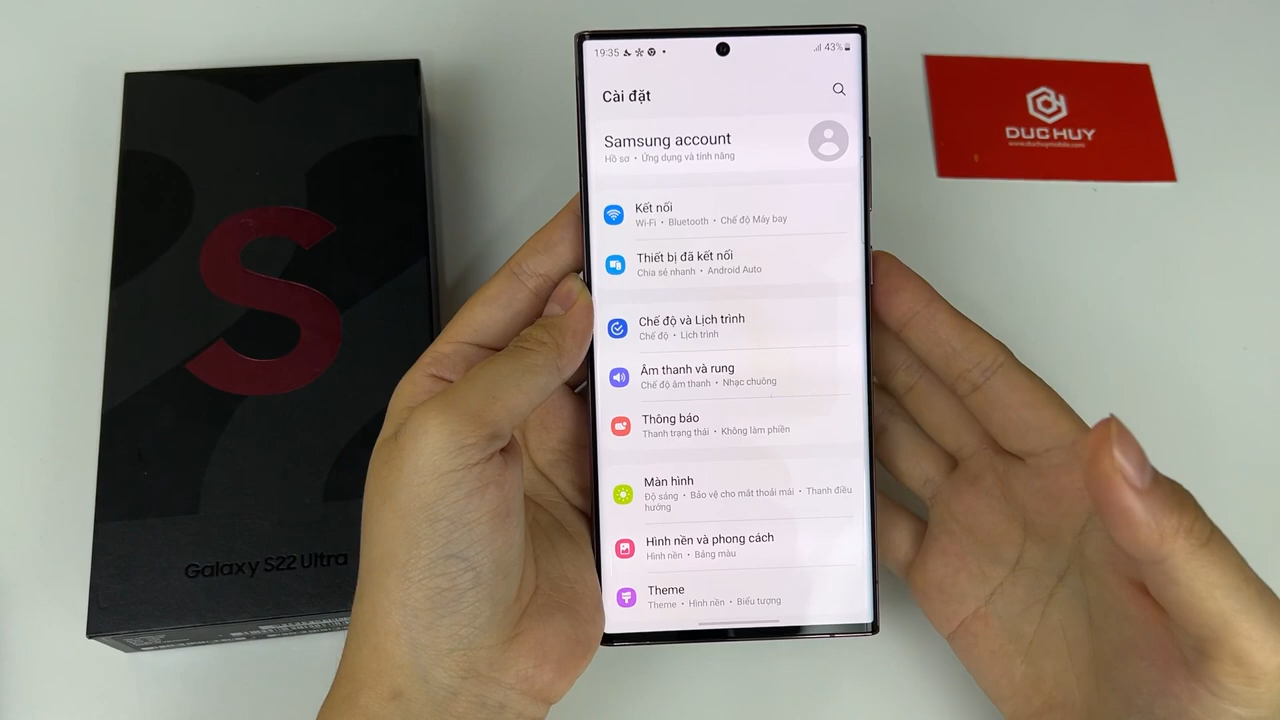 S
Galaxy S22 Ultra
19:35
43%
Cài đặt
Samsung account
Hồ sơ • Ứng dụng và tính năng
Kết nối
Wi-Fi • Bluetooth • Chế độ Máy bay
Thiết bị đã kết nối
Chia sẻ nhanh • Android Auto
Chế độ và Lịch trình
Chế độ • Lịch trình
Âm thanh và rung
Chế độ âm thanh • Nhạc chuông
Thông báo
Thanh trạng thái • Không làm phiền
Màn hình
Độ sáng • Bảo vệ cho mắt thoải mái • Thanh điều
hướng
Hình nền và phong cách
Hình nền • Bảng màu
Theme
Theme • Hình nền • Biểu tượng
DUC HUY
www.duchuymobile.com